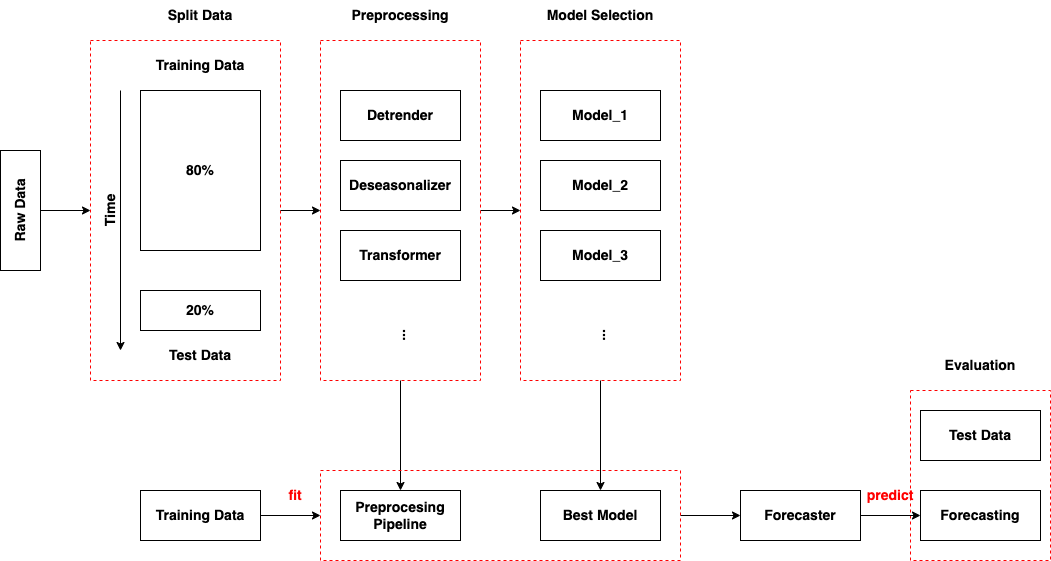 Split Data
Preprocessing
Model Selection
Training Data
Detrender
Model_1
80%
Deseasonalizer
Model_2
Raw Data
Time
Transformer
Model_3
20%
...
...
Test Data
Evaluation
Test Data
Training Data
fit
Preprocesing
Pipeline
Best Model
Forecaster
predict
Forecasting